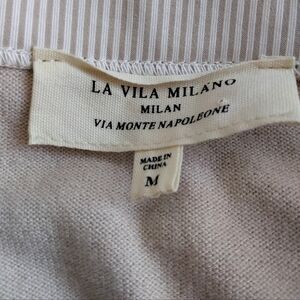 LA VILA MILANO
MILAN
VIA MONTE NAPOLEONE
MADE IN
CHINA
M